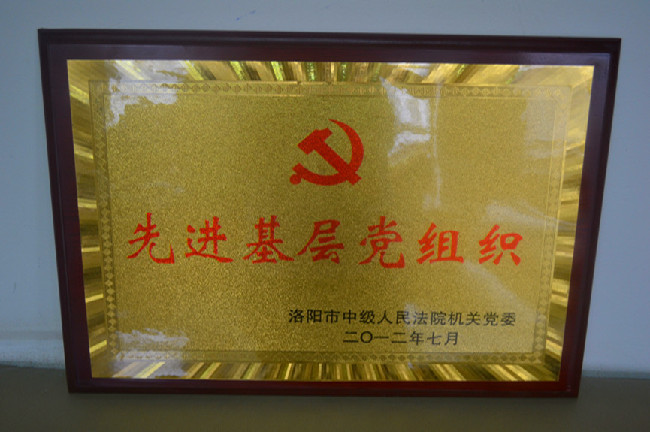 先进基层党组织
洛阳市中级人民法院机关党委
二〇一二年七月